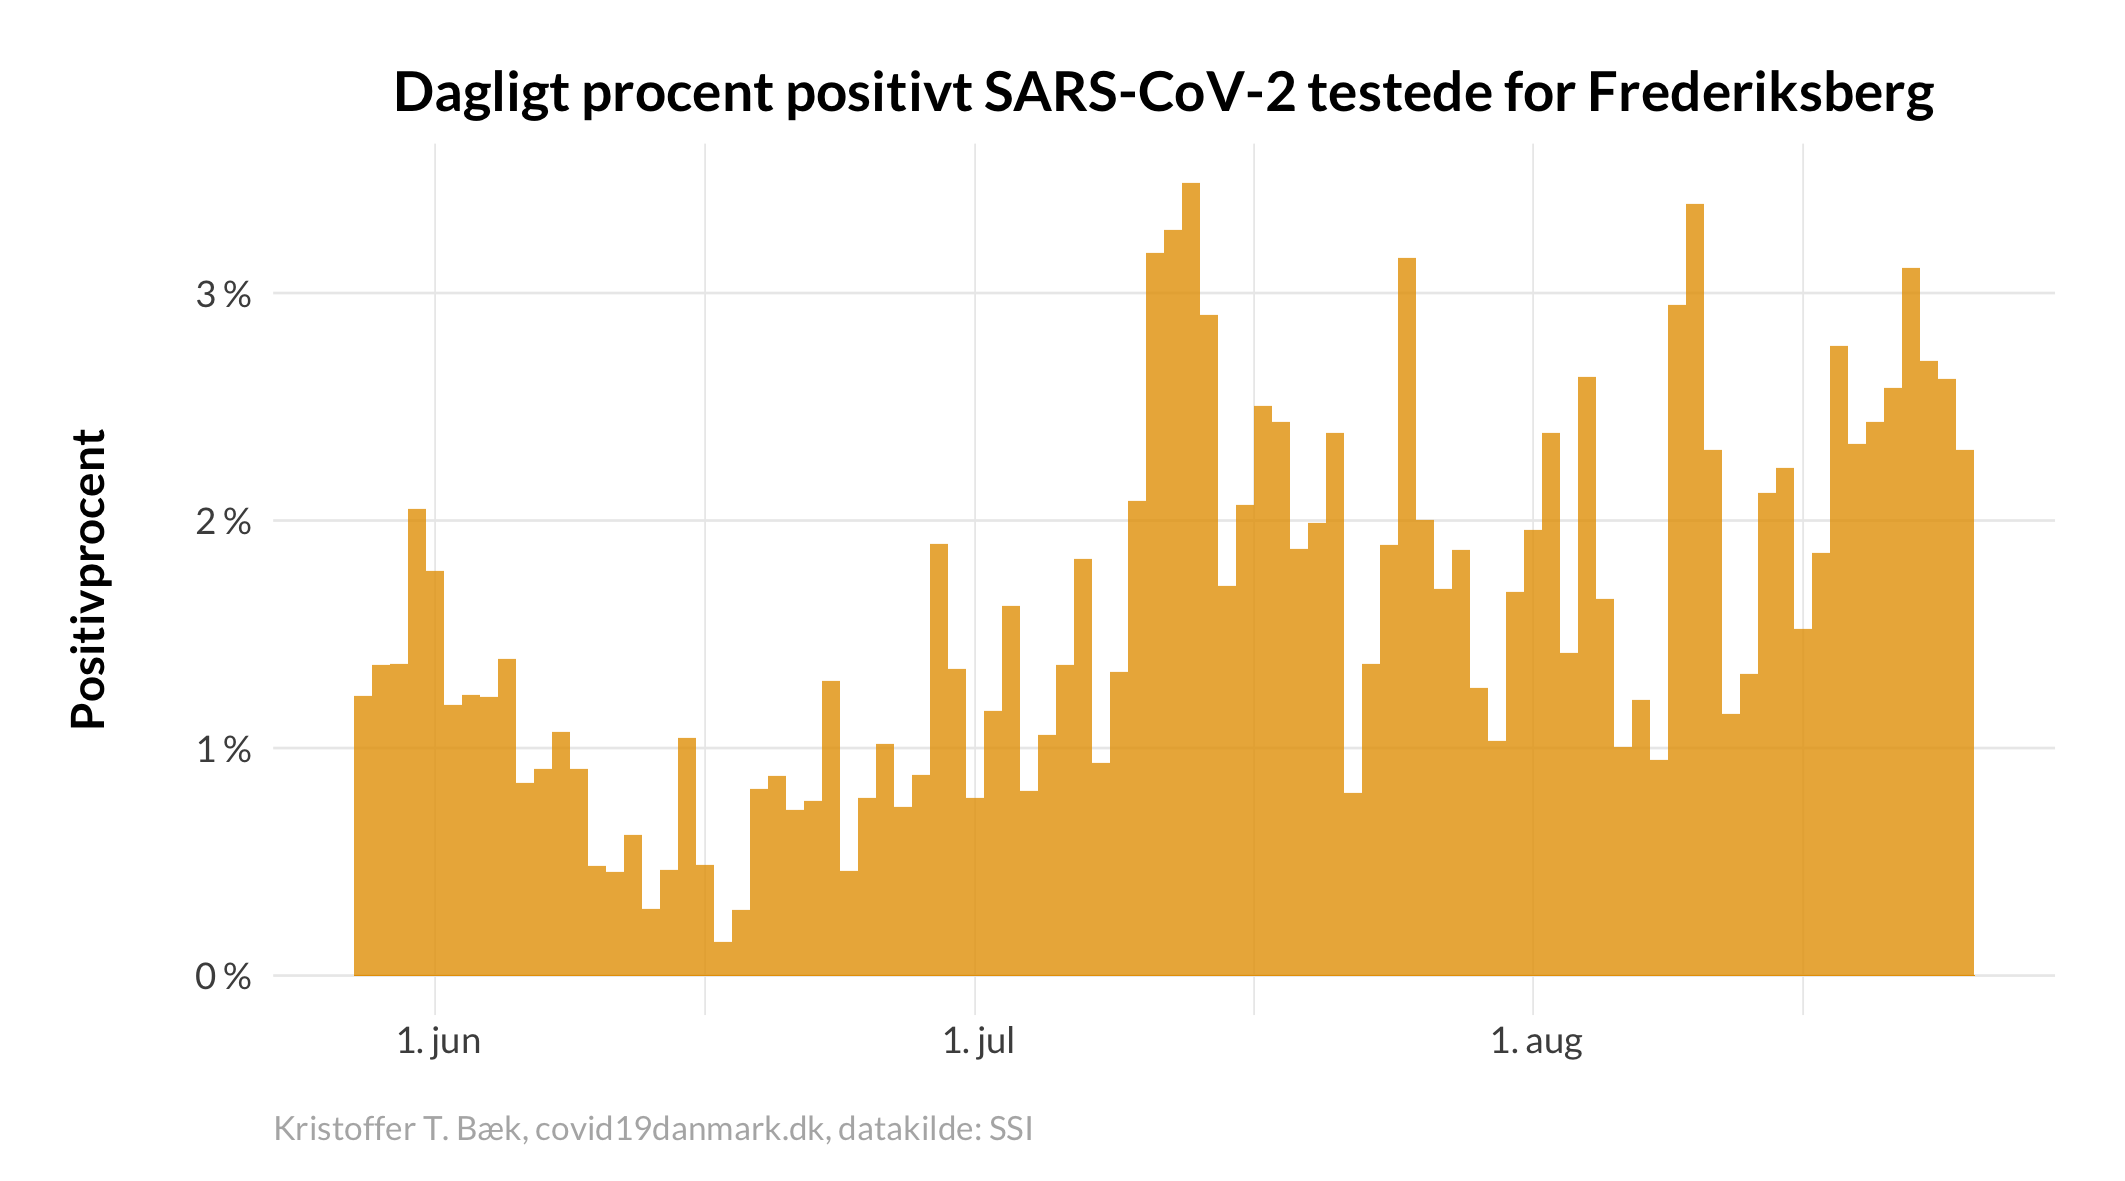 Dagligt procent positivt SARS-CoV-2 testede for Frederiksberg
Positivprocent
3 %
2 %
1 %
0 %
1. jun
1. jul
1. aug
Kristoffer T. Bæk, covid19danmark.dk, datakilde: SSI